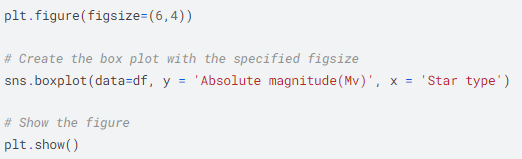 plt.figure(figsize=(6,4))
# Create the box plot with the specified figsize
sns.boxplot(data=df, y = 'Absolute magnitude(Mv)', x = 'Star type')
# Show the figure
plt.show()